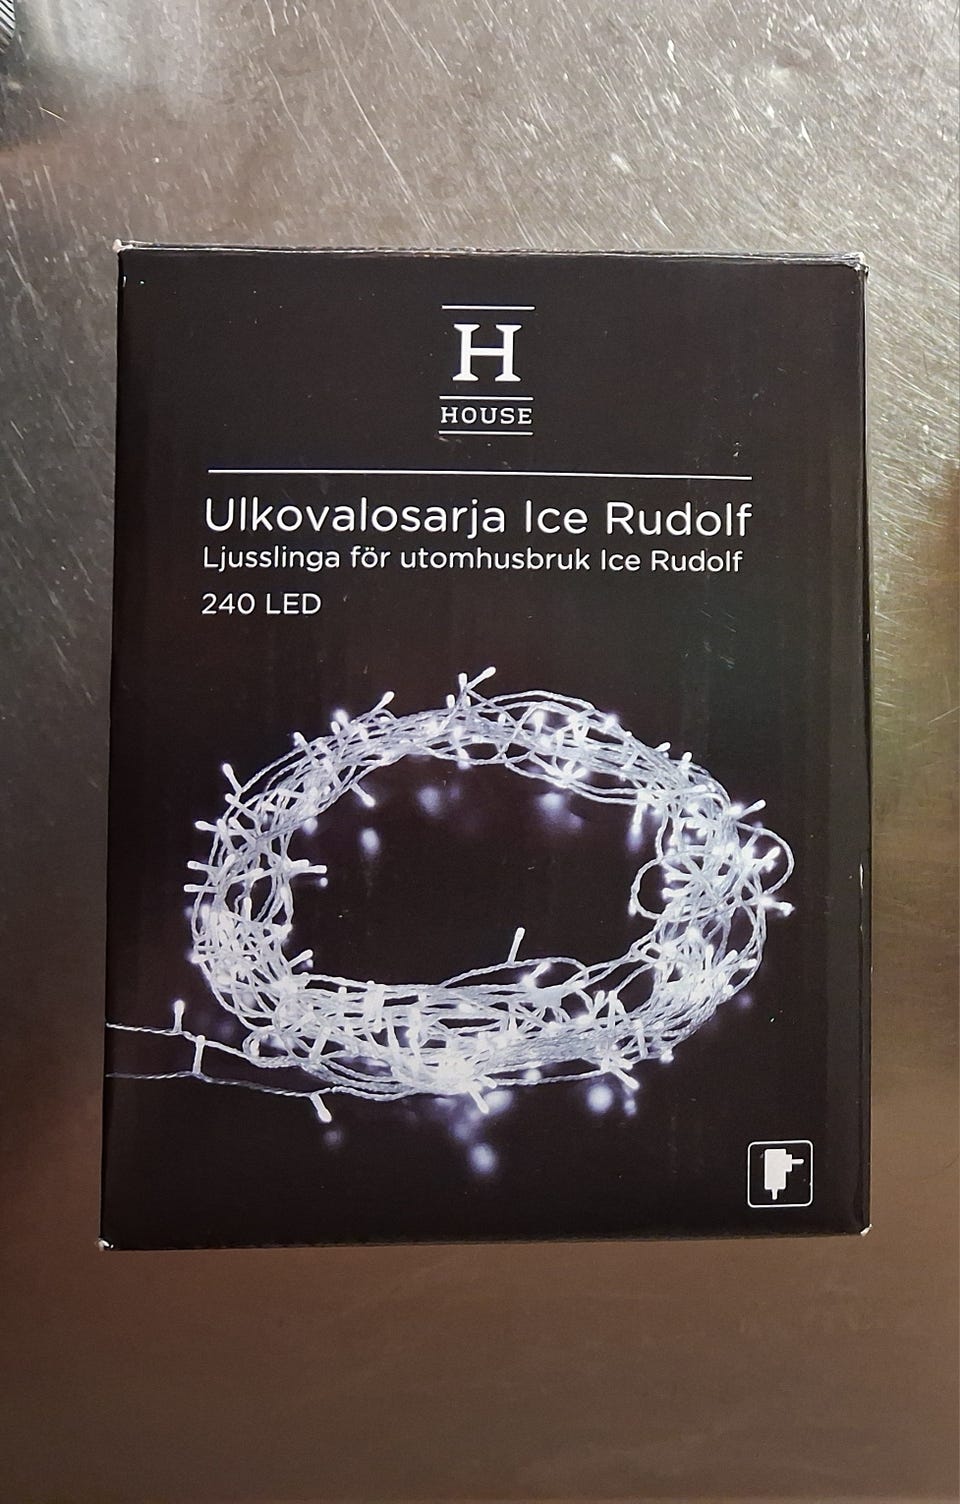 H
HOUSE
Ulkovalosarja Ice Rudolf
Ljusslinga för utomhusbruk Ice Rudolf
240 LED